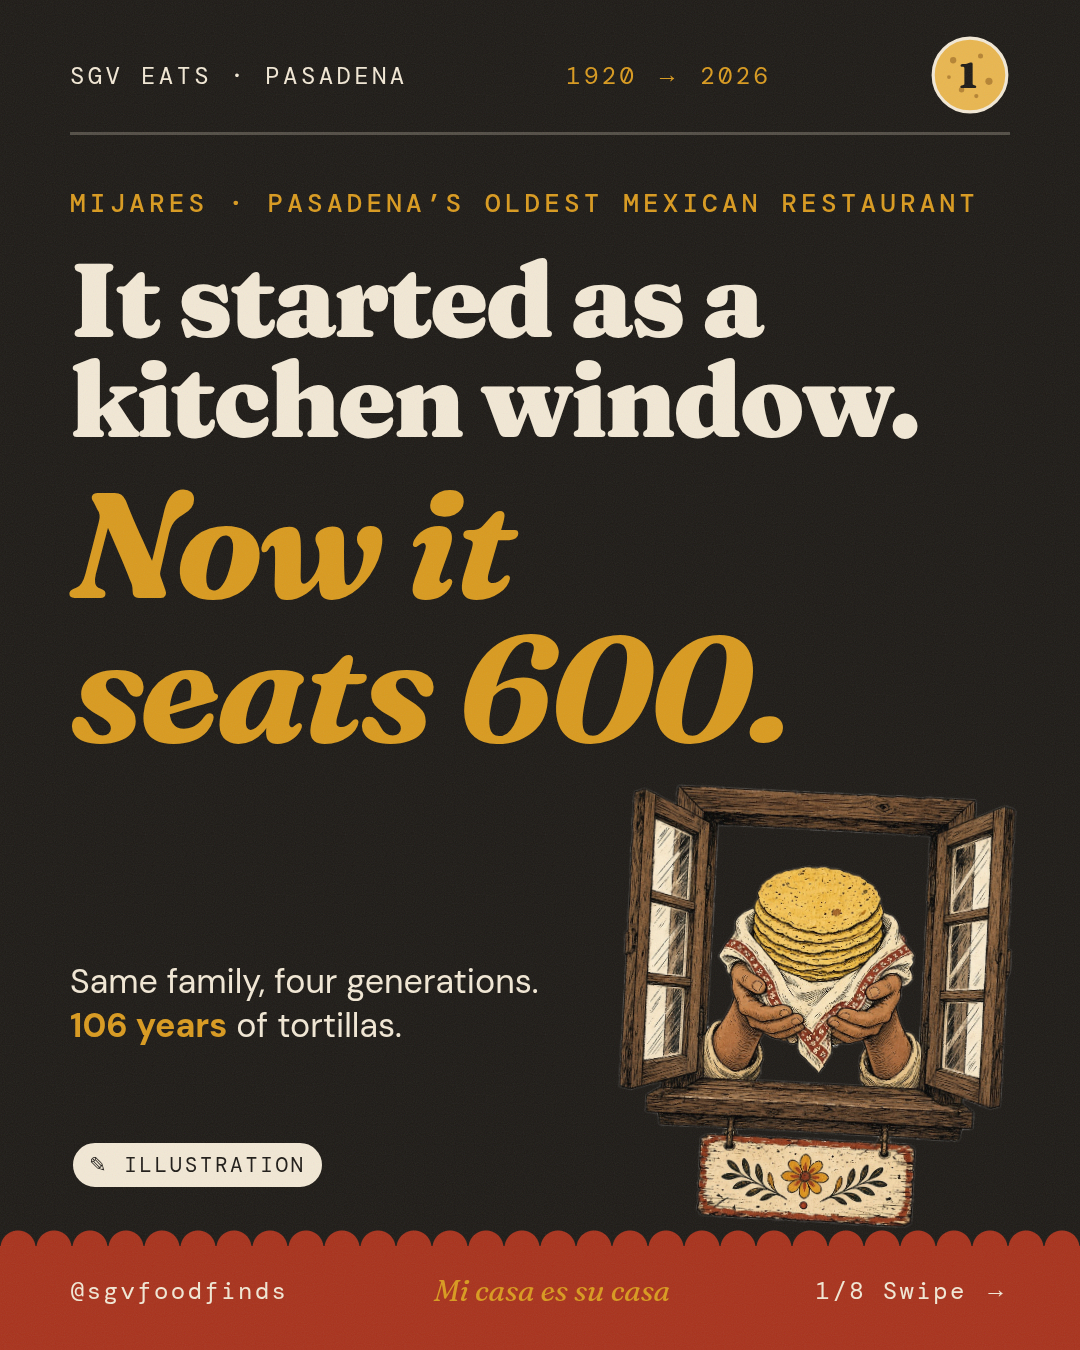 SGV EATS · PASADENA
1920 → 2026
1
MIJARES · PASADENA’S OLDEST MEXICAN RESTAURANT
It started as a
kitchen window.
Now it
seats 600.
Same family, four generations.
106 years of tortillas.
✎ ILLUSTRATION
@sgvfoodfinds
Mi casa es su casa
1/8 Swipe →